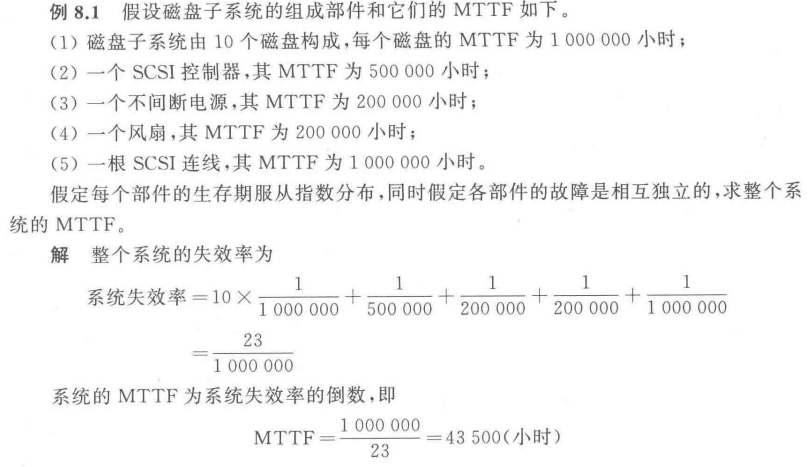 例 8.1 假设磁盘子系统的组成部件和它们的 MTTF 如下。
(1) 磁盘子系统由 10 个磁盘构成,每个磁盘的 MTTF 为 1 000 000 小时;
(2) 一个 SCSI 控制器,其 MTTF 为 500 000 小时;
(3) 一个不间断电源,其 MTTF 为 200 000 小时;
(4) 一个风扇,其 MTTF 为 200 000 小时;
(5) 一根 SCSI 连线,其 MTTF 为 1 000 000 小时。
假定每个部件的生存期服从指数分布,同时假定各部件的故障是相互独立的,求整个系
统的 MTTF。
解 整个系统的失效率为
系统失效率 = 10 × 1/1 000 000 + 1/500 000 + 1/200 000 + 1/200 000 + 1/1 000 000
= 23/1 000 000
系统的 MTTF 为系统失效率的倒数,即
MTTF = 1 000 000/23 = 43 500(小时)